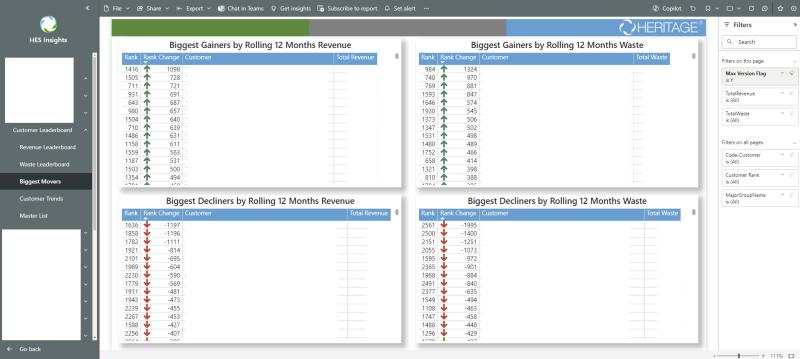 File
Share
Export
Chat in Teams
Get insights
Subscribe to report
Set alert
Copilot
HES Insights
Customer Leaderboard
Revenue Leaderboard
Waste Leaderboard
Biggest Movers
Customer Trends
Master List
Go back
HERITAGE
Biggest Gainers by Rolling 12 Months Revenue
Rank Rank Change Customer Total Revenue
1416 1098
1505 728
711 721
931 691
643 687
980 657
1504 640
710 639
1486 631
1158 611
1559 563
1187 531
1503 500
1354 494
Biggest Gainers by Rolling 12 Months Waste
Rank Rank Change Customer Total Waste
984 1324
740 970
769 881
1593 847
1646 574
1930 545
1373 506
1347 502
1531 498
1480 489
1752 466
658 414
1321 398
810 388
Biggest Decliners by Rolling 12 Months Revenue
Rank Rank Change Customer Total Revenue
1636 -1197
1858 -1196
1782 -1111
1921 -814
2101 -695
1969 -604
2230 -590
1779 -569
1911 -481
1943 -473
2239 -455
2267 -453
1588 -427
2256 -407
Biggest Decliners by Rolling 12 Months Waste
Rank Rank Change Customer Total Waste
2561 -1995
2500 -1400
2151 -1251
2055 -1073
1595 -972
2365 -901
1968 -884
2491 -840
2377 -635
1549 -494
1108 -463
1237 -458
1488 -448
1296 -429
Filters
Search
Filters on this page
Max Version Flag
is Y
TotalRevenue
is (All)
TotalWaste
is (All)
Filters on all pages
Code-Customer
is (All)
Customer Rank
is (All)
MajorGroupName
is (All)
111%